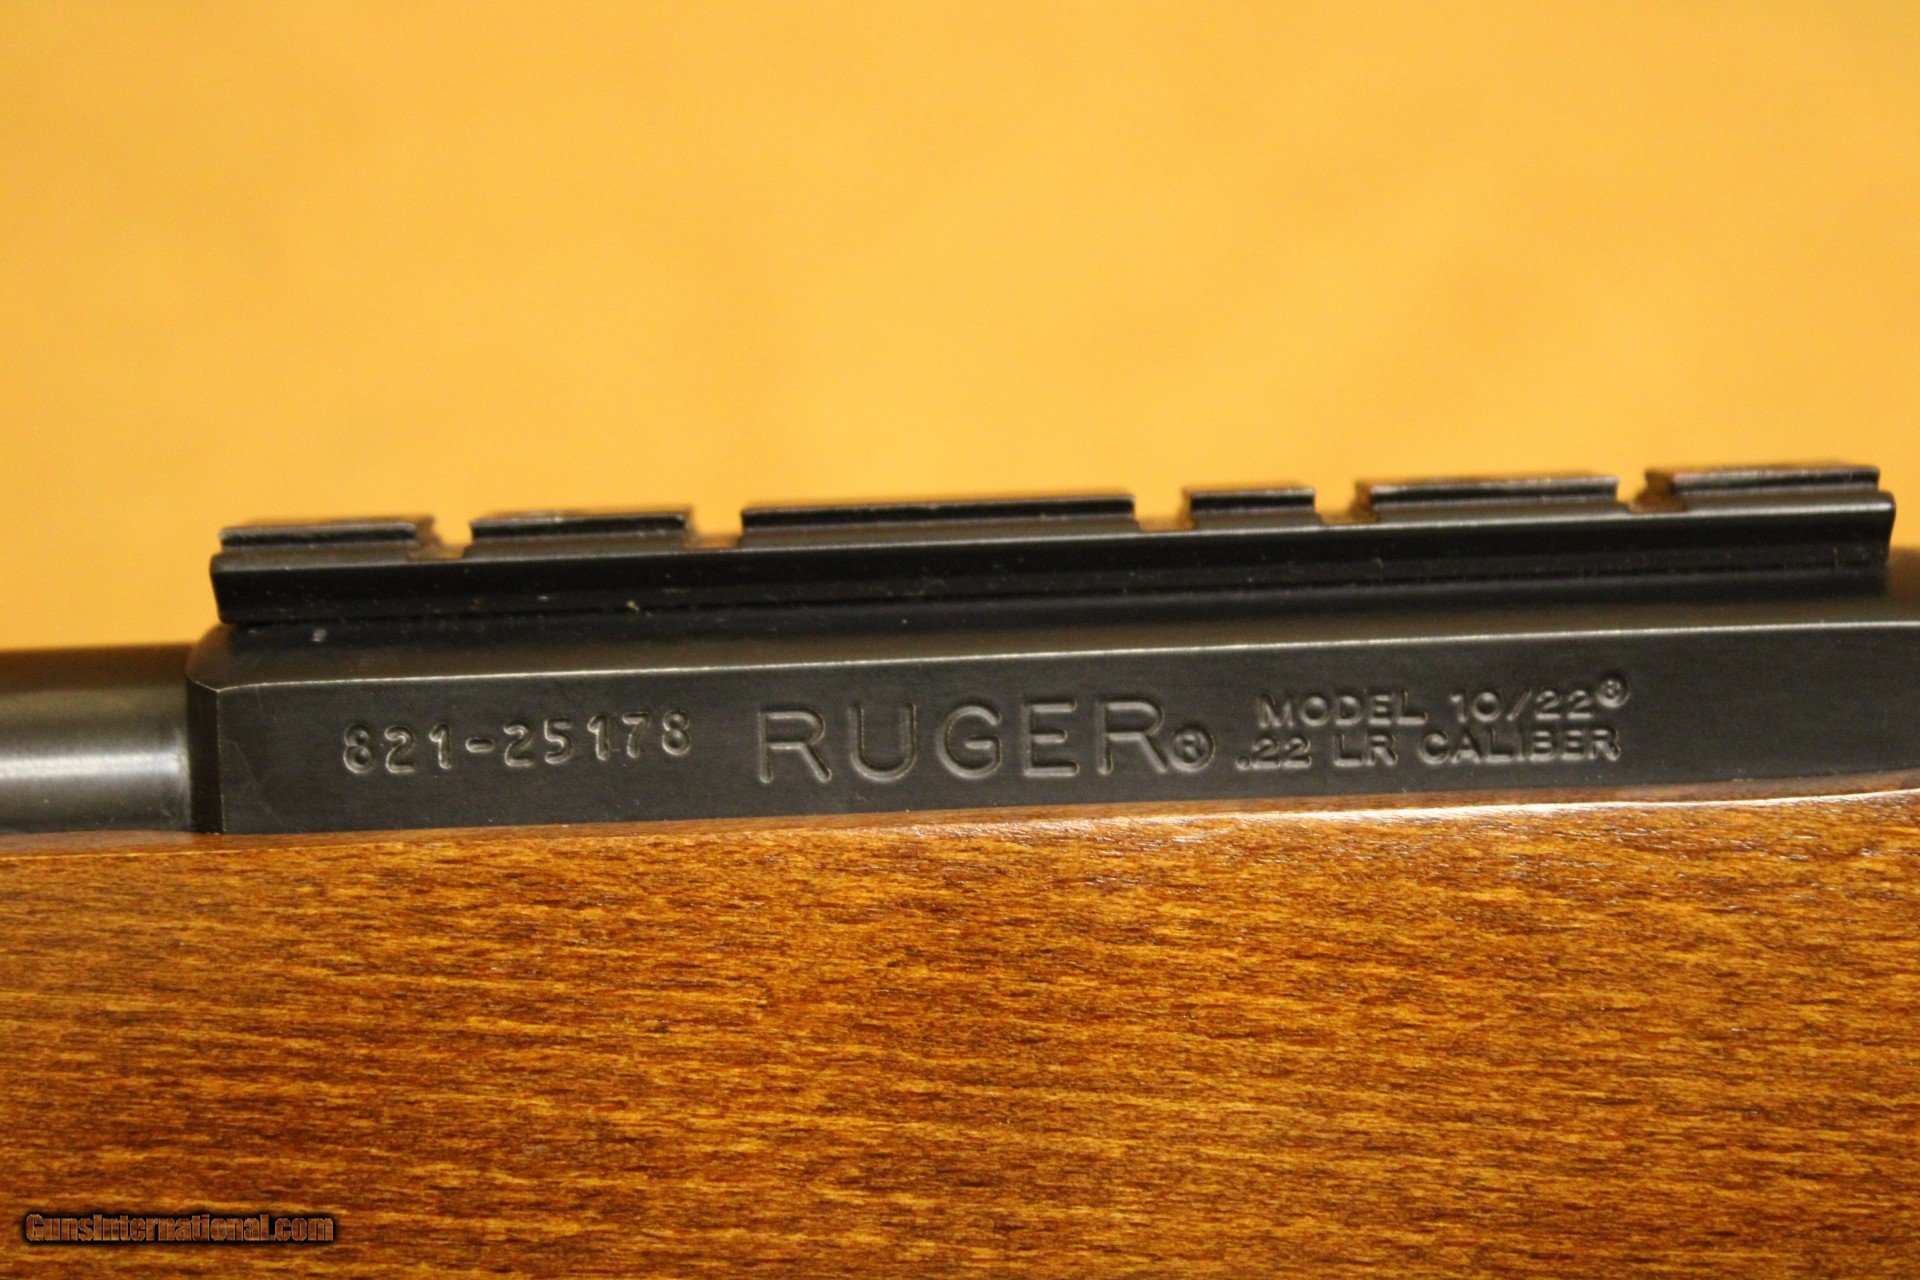 821-25178 RUGER® MODEL 10/22®
.22 LR CALIBER
GunsInternational.com